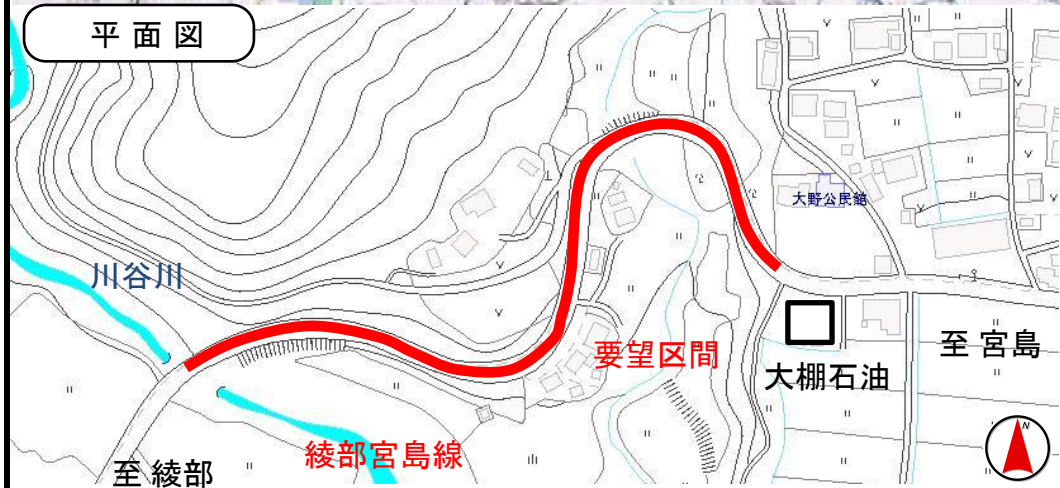 平面図
大野公民館
川谷川
要望区間
至 宮島
大棚石油
綾部宮島線
至 綾部
N